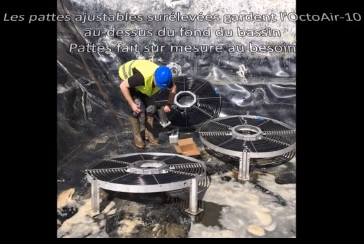 Les pattes ajustables surélevées gardent l'OctoAir-10
au-dessus du fond du bassin
Pattes fait sur mesure au besoin